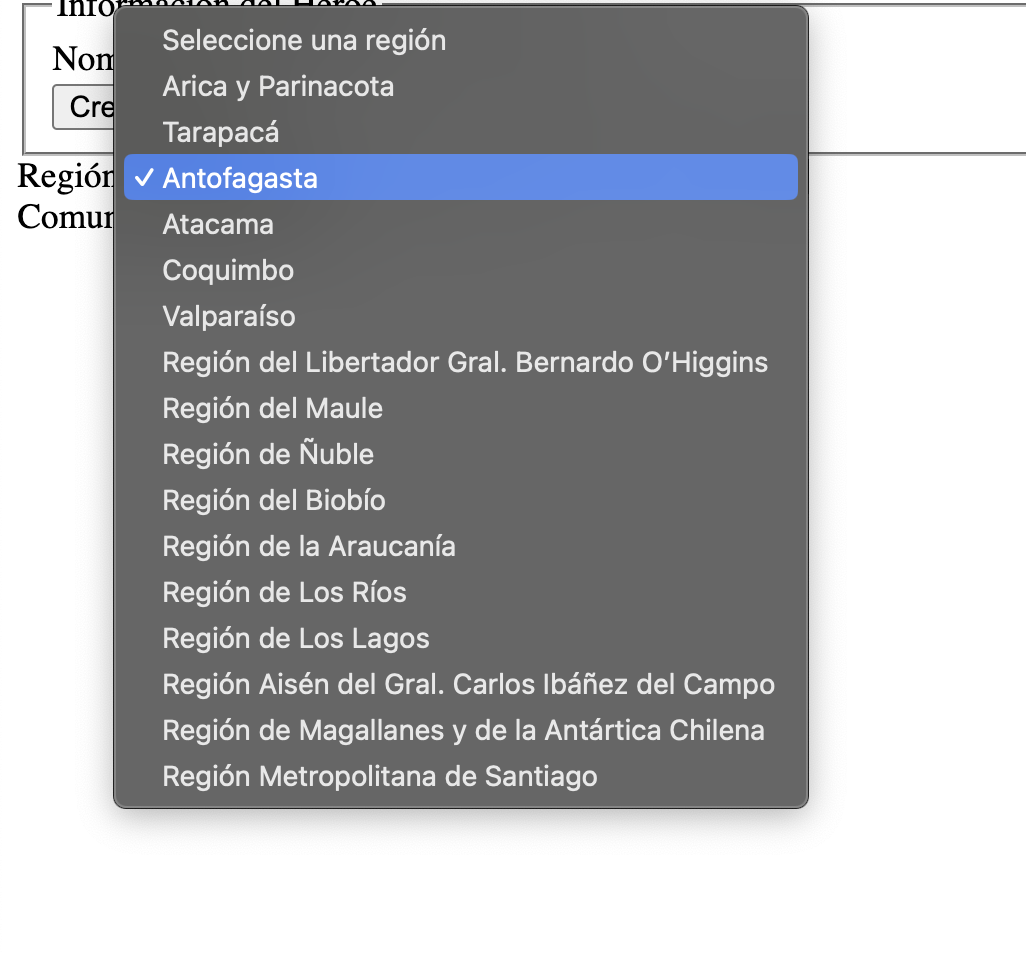 Información del Héroe
Nom
Cre
Región
Comun
Seleccione una región
Arica y Parinacota
Tarapacá
✓ Antofagasta
Atacama
Coquimbo
Valparaíso
Región del Libertador Gral. Bernardo O’Higgins
Región del Maule
Región de Ñuble
Región del Biobío
Región de la Araucanía
Región de Los Ríos
Región de Los Lagos
Región Aisén del Gral. Carlos Ibáñez del Campo
Región de Magallanes y de la Antártica Chilena
Región Metropolitana de Santiago